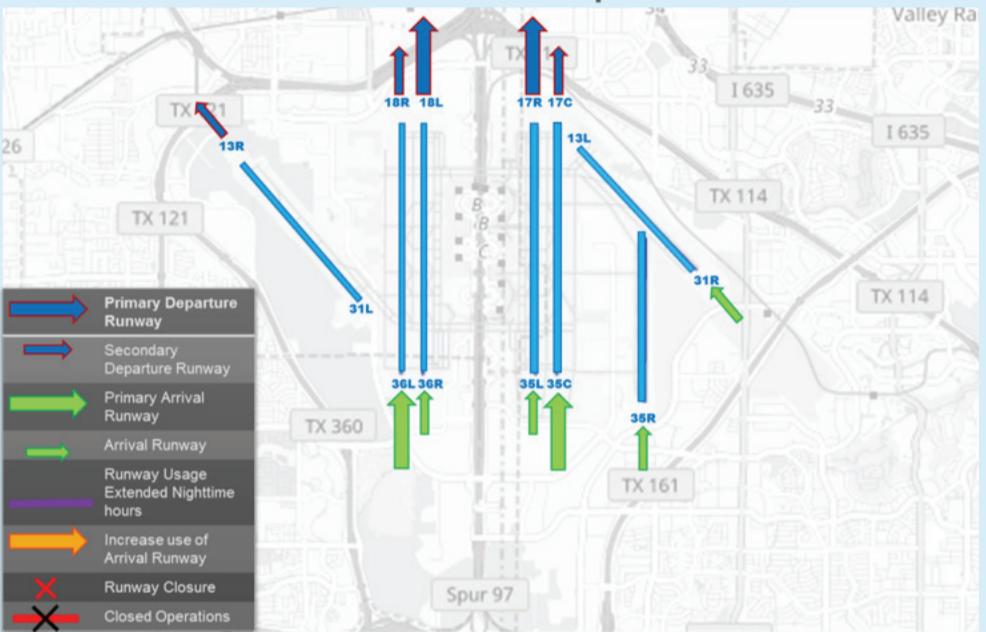 Valley Ra
TX 1
33
I 635
33
I 635
18R 18L
17R 17C
TX 121
13R
13L
26
TX 114
TX 121
B
B
C
31R
TX 114
31L
36L 36R
35L 35C
35R
TX 360
TX 161
Spur 97
Primary Departure
Runway
Secondary
Departure Runway
Primary Arrival
Runway
Arrival Runway
Runway Usage
Extended Nighttime
hours
Increase use of
Arrival Runway
Runway Closure
Closed Operations